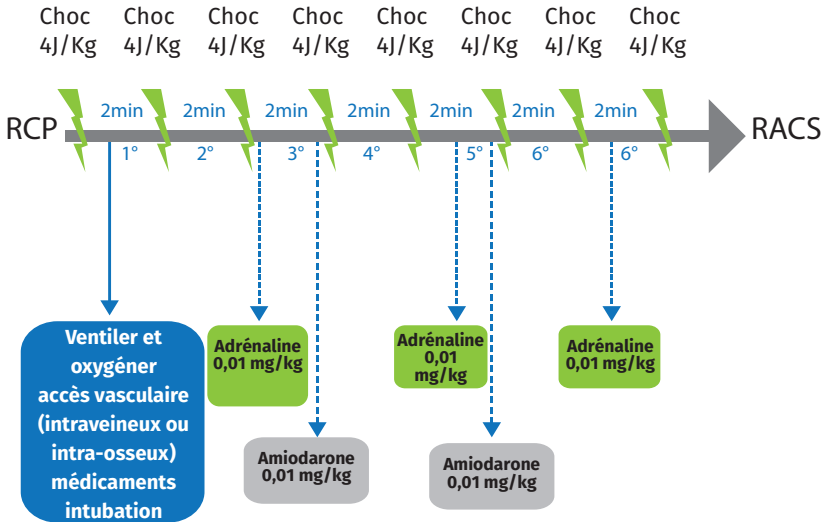 Choc Choc Choc Choc Choc Choc Choc Choc
4J/Kg 4J/Kg 4J/Kg 4J/Kg 4J/Kg 4J/Kg 4J/Kg 4J/Kg
2min 2min 2min 2min 2min 2min 2min
RCP RACS
1° 2° 3° 4° 5° 6° 6°
Ventiler et
oxygéner
accès vasculaire
(intraveineux ou
intra-osseux)
médicaments
intubation
Adrénaline
0,01 mg/kg
Amiodarone
0,01 mg/kg
Adrénaline
0,01
mg/kg
Amiodarone
0,01 mg/kg
Adrénaline
0,01 mg/kg